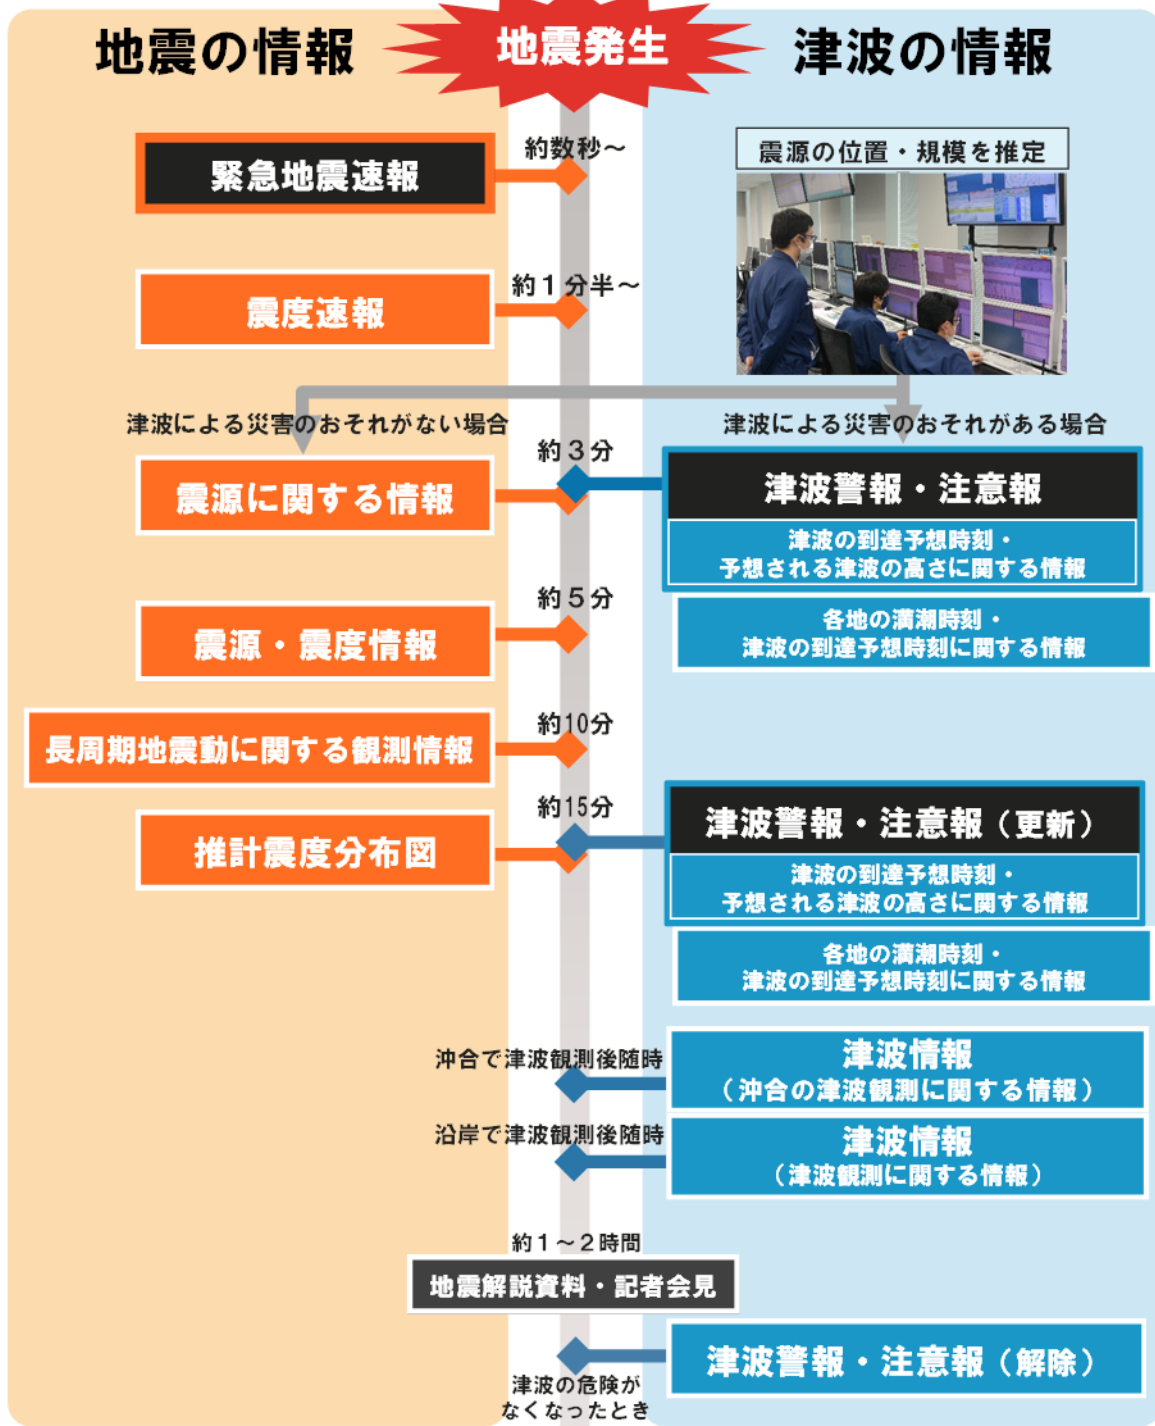 地震の情報
地震発生
津波の情報
約数秒～
緊急地震速報
震源の位置・規模を推定
約１分半～
震度速報
津波による災害のおそれがない場合
津波による災害のおそれがある場合
約３分
震源に関する情報
津波警報・注意報
津波の到達予想時刻・
予想される津波の高さに関する情報
約５分
震源・震度情報
各地の満潮時刻・
津波の到達予想時刻に関する情報
約10分
長周期地震動に関する観測情報
約15分
推計震度分布図
津波警報・注意報（更新）
津波の到達予想時刻・
予想される津波の高さに関する情報
各地の満潮時刻・
津波の到達予想時刻に関する情報
沖合で津波観測後随時
津波情報
（沖合の津波観測に関する情報）
沿岸で津波観測後随時
津波情報
（津波観測に関する情報）
約１～２時間
地震解説資料・記者会見
津波警報・注意報（解除）
津波の危険が
なくなったとき